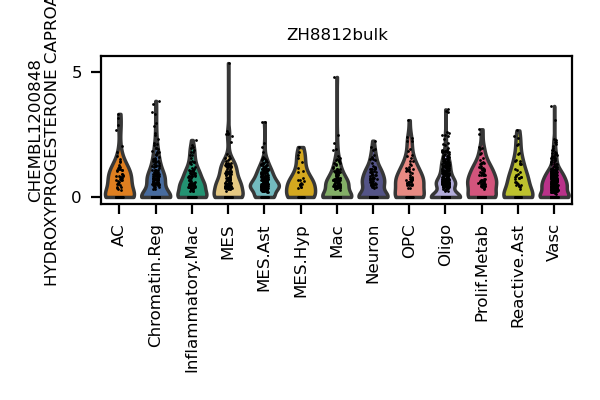 ZH8812bulk
CHEMBL1200848
HYDROXYPROGESTERONE CAPROA
5
0
AC
Chromatin.Reg
Inflammatory.Mac
MES
MES.Ast
MES.Hyp
Mac
Neuron
OPC
Oligo
Prolif.Metab
Reactive.Ast
Vasc